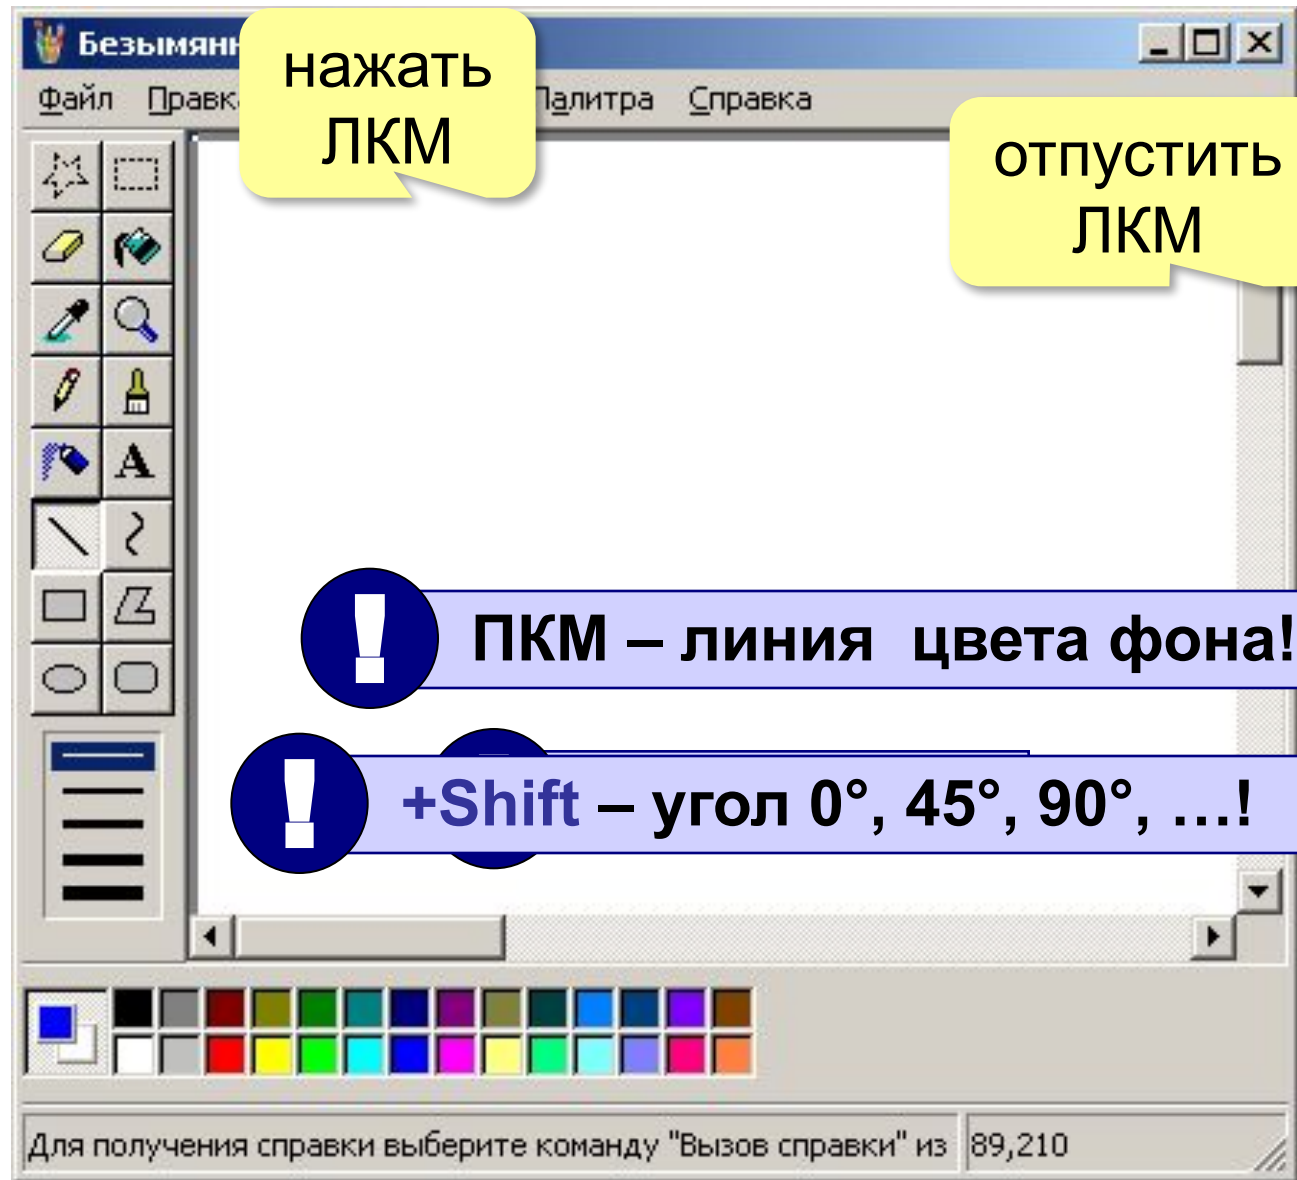 Безымянн
нажать
ЛКМ
Файл Правка Палитра Справка
отпустить
ЛКМ
A
! ПКМ – линия цвета фона!
! +Shift – угол 0°, 45°, 90°, …!
Для получения справки выберите команду "Вызов справки" из 89,210